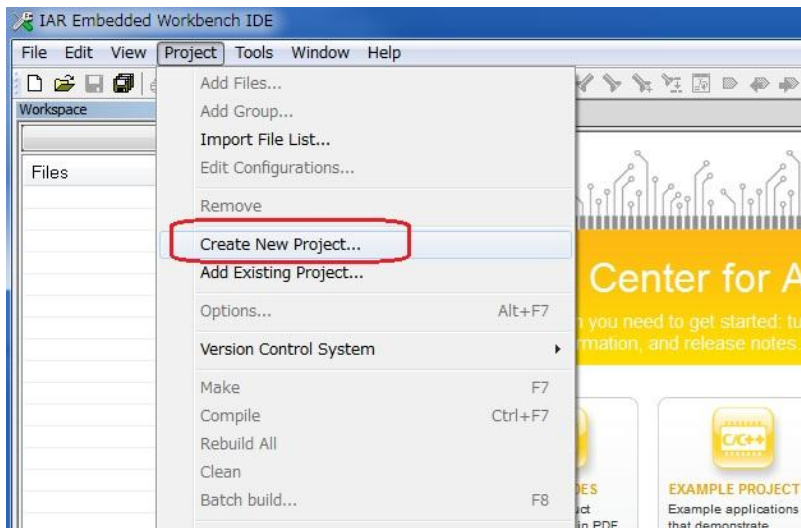 IAR Embedded Workbench IDE
File Edit View Project Tools Window Help
Workspace
Files
Add Files...
Add Group...
Import File List...
Edit Configurations...
Remove
Create New Project...
Add Existing Project...
Options... Alt+F7
Version Control System
Make F7
Compile Ctrl+F7
Rebuild All
Clean
Batch build... F8
Center for A
you need to get started: tu
rmation, and release notes
C/C++
DES
EXAMPLE PROJECT
uct
Example applications
in PDF
that demonstrate